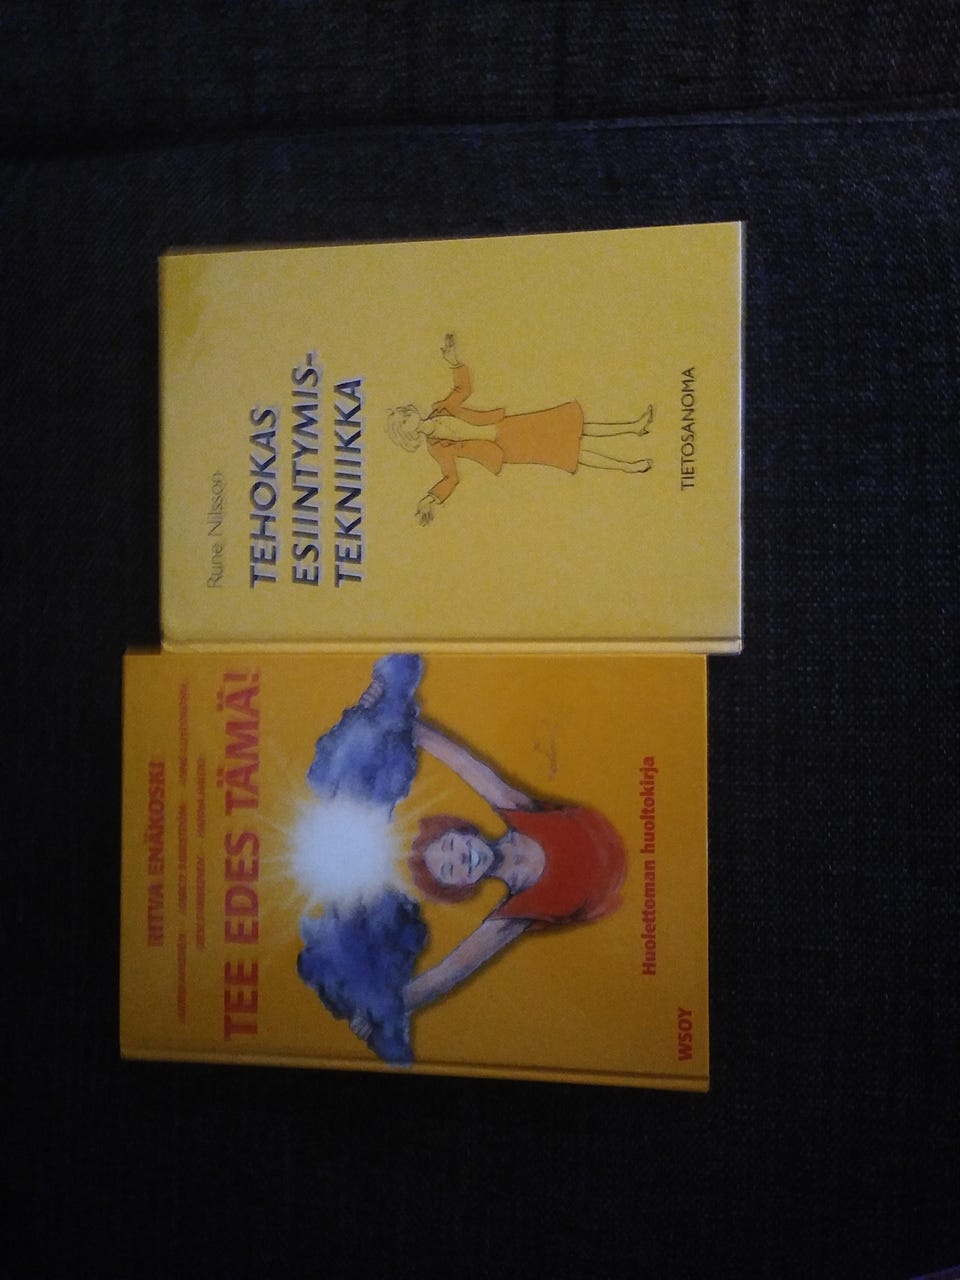 RITVA ENÄKOSKI
TEE EDES TÄMÄ!
Huolettoman huoltokirja
WSOY
Rune Nilsson
TEHOKAS
ESIINTYMIS-
TEKNIIKKA
TIETOSANOMA